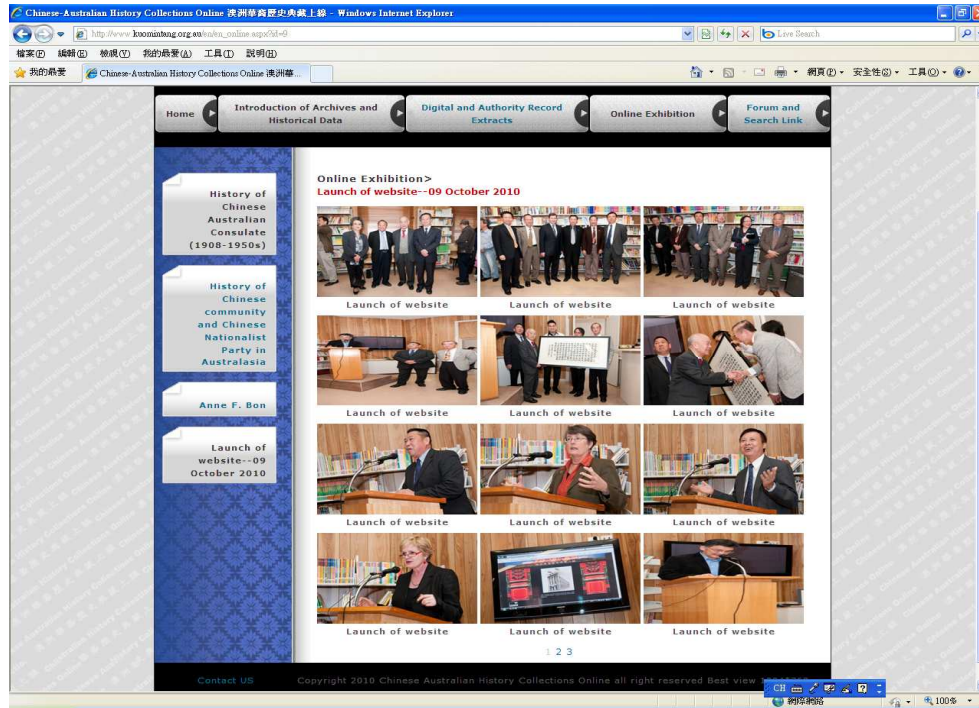 Chinese-Australian History Collections Online 澳洲華裔歷史典藏上線 - Windows Internet Explorer
http://www.kuomintang.org.au/en/en_online.aspx?id=9
Live Search
檔案(F) 編輯(E) 檢視(V) 我的最愛(A) 工具(T) 說明(H)
我的最愛
Chinese-Australian History Collections Online 澳洲華...
網頁(P) 安全性(S) 工具(O)
Home
Introduction of Archives and
Historical Data
Digital and Authority Record
Extracts
Online Exhibition
Forum and
Search Link
History of
Chinese
Australian
Consulate
(1908-1950s)
History of
Chinese
community
and Chinese
Nationalist
Party in
Australasia
Anne F. Bon
Launch of
website--09
October 2010
Online Exhibition>
Launch of website--09 October 2010
Launch of website Launch of website Launch of website
Launch of website Launch of website Launch of website
Launch of website Launch of website Launch of website
Launch of website Launch of website Launch of website
1 2 3
Contact US
Copyright 2010 Chinese Australian History Collections Online all right reserved Best view
CH
網際網路
100%